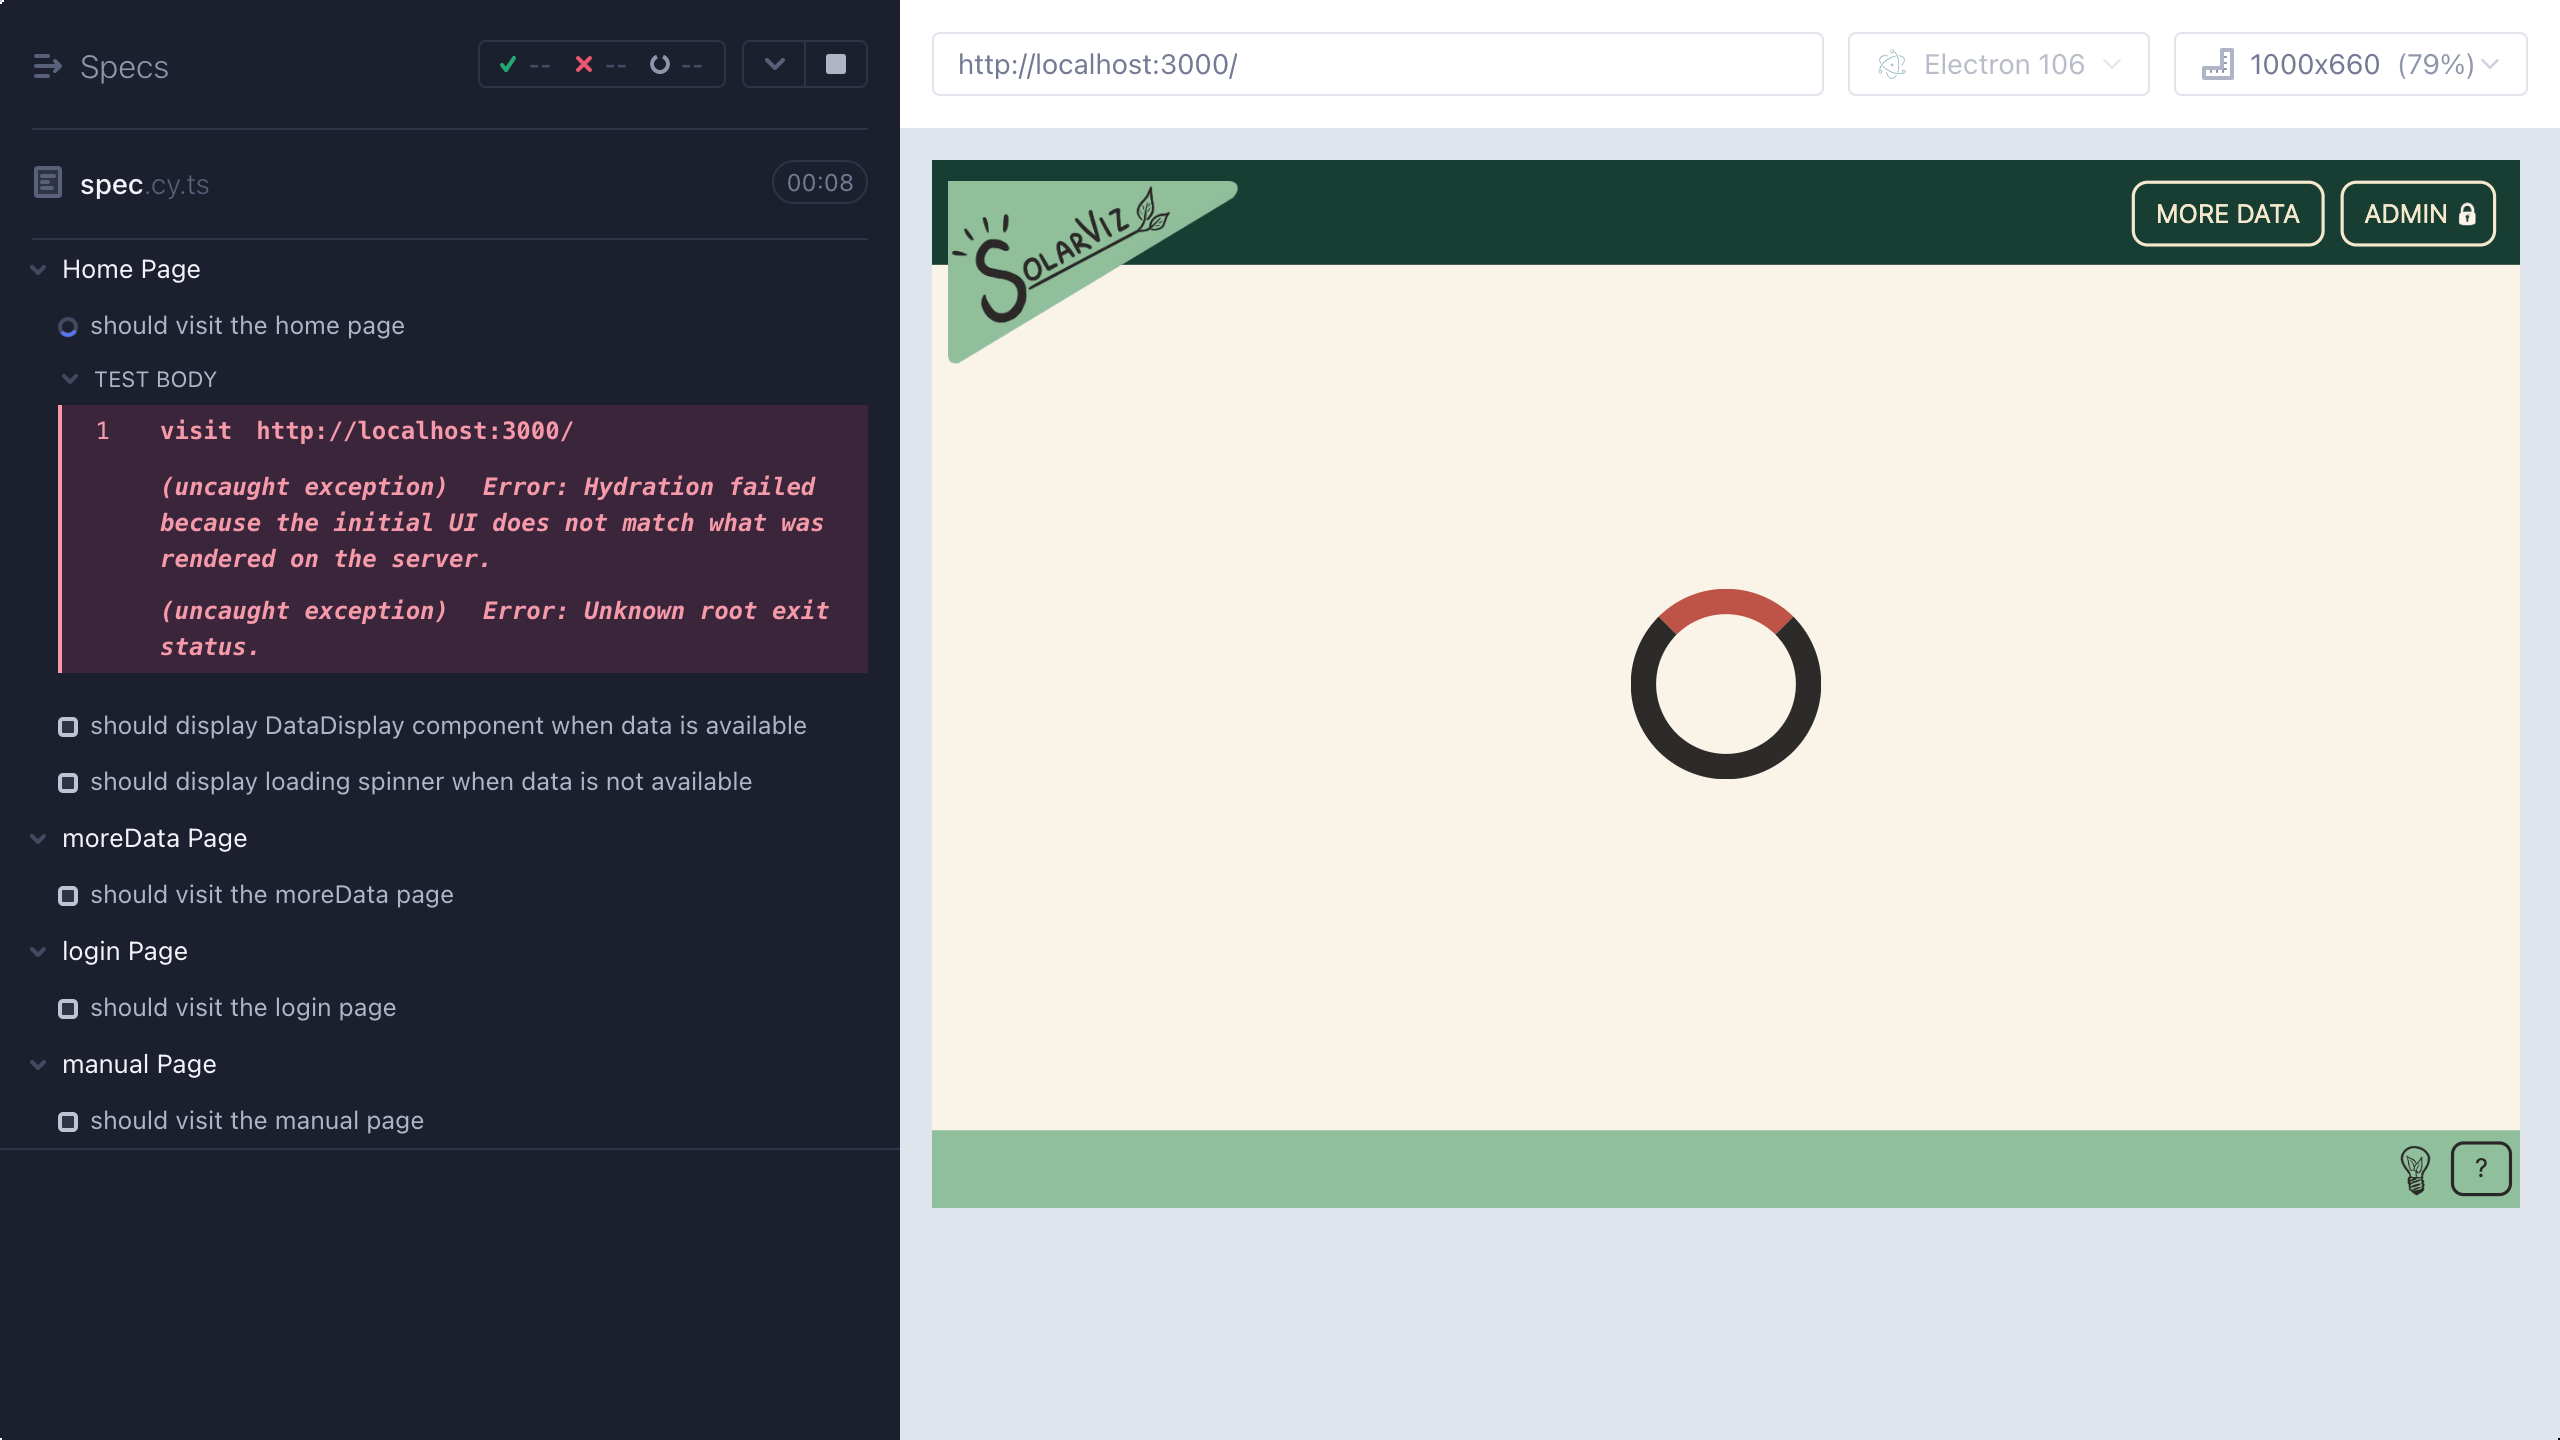 Specs
-- -- --
spec.cy.ts
00:08
Home Page
should visit the home page
TEST BODY
1 visit http://localhost:3000/
(uncaught exception) Error: Hydration failed
because the initial UI does not match what was
rendered on the server.
(uncaught exception) Error: Unknown root exit
status.
should display DataDisplay component when data is available
should display loading spinner when data is not available
moreData Page
should visit the moreData page
login Page
should visit the login page
manual Page
should visit the manual page
http://localhost:3000/
Electron 106
1000x660 (79%)
SOLARVIZ
MORE DATA
ADMIN
?